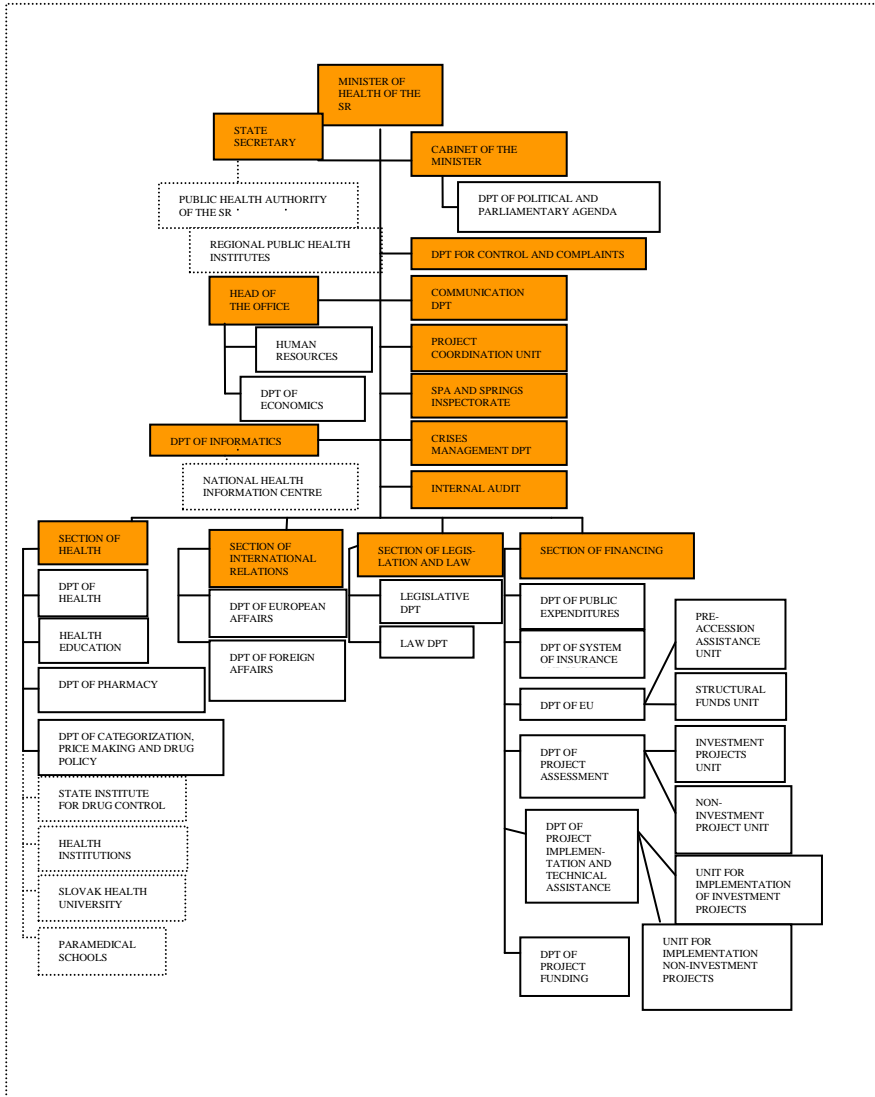 MINISTER OF
HEALTH OF THE
SR
STATE
SECRETARY
CABINET OF THE
MINISTER
PUBLIC HEALTH AUTHORITY
OF THE SR
DPT OF POLITICAL AND
PARLIAMENTARY AGENDA
REGIONAL PUBLIC HEALTH
INSTITUTES
DPT FOR CONTROL AND COMPLAINTS
HEAD OF
THE OFFICE
COMMUNICATION
DPT
HUMAN
RESOURCES
PROJECT
COORDINATION UNIT
DPT OF
ECONOMICS
SPA AND SPRINGS
INSPECTORATE
DPT OF INFORMATICS
CRISES
MANAGEMENT DPT
NATIONAL HEALTH
INFORMATION CENTRE
INTERNAL AUDIT
SECTION OF
HEALTH
DPT OF
HEALTH
HEALTH
EDUCATION
DPT OF PHARMACY
DPT OF CATEGORIZATION,
PRICE MAKING AND DRUG
POLICY
STATE INSTITUTE
FOR DRUG CONTROL
HEALTH
INSTITUTIONS
SLOVAK HEALTH
UNIVERSITY
PARAMEDICAL
SCHOOLS
SECTION OF
INTERNATIONAL
RELATIONS
DPT OF EUROPEAN
AFFAIRS
DPT OF FOREIGN
AFFAIRS
SECTION OF LEGIS-
LATION AND LAW
LEGISLATIVE
DPT
LAW DPT
SECTION OF FINANCING
DPT OF PUBLIC
EXPENDITURES
DPT OF SYSTEM
OF INSURANCE
DPT OF EU
PRE-
ACCESSION
ASSISTANCE
UNIT
STRUCTURAL
FUNDS UNIT
DPT OF
PROJECT
ASSESSMENT
INVESTMENT
PROJECTS
UNIT
NON-
INVESTMENT
PROJECT UNIT
DPT OF
PROJECT
IMPLEMEN-
TATION AND
TECHNICAL
ASSISTANCE
UNIT FOR
IMPLEMENTATION
OF INVESTMENT
PROJECTS
UNIT FOR
IMPLEMENTATION
NON-INVESTMENT
PROJECTS
DPT OF
PROJECT
FUNDING